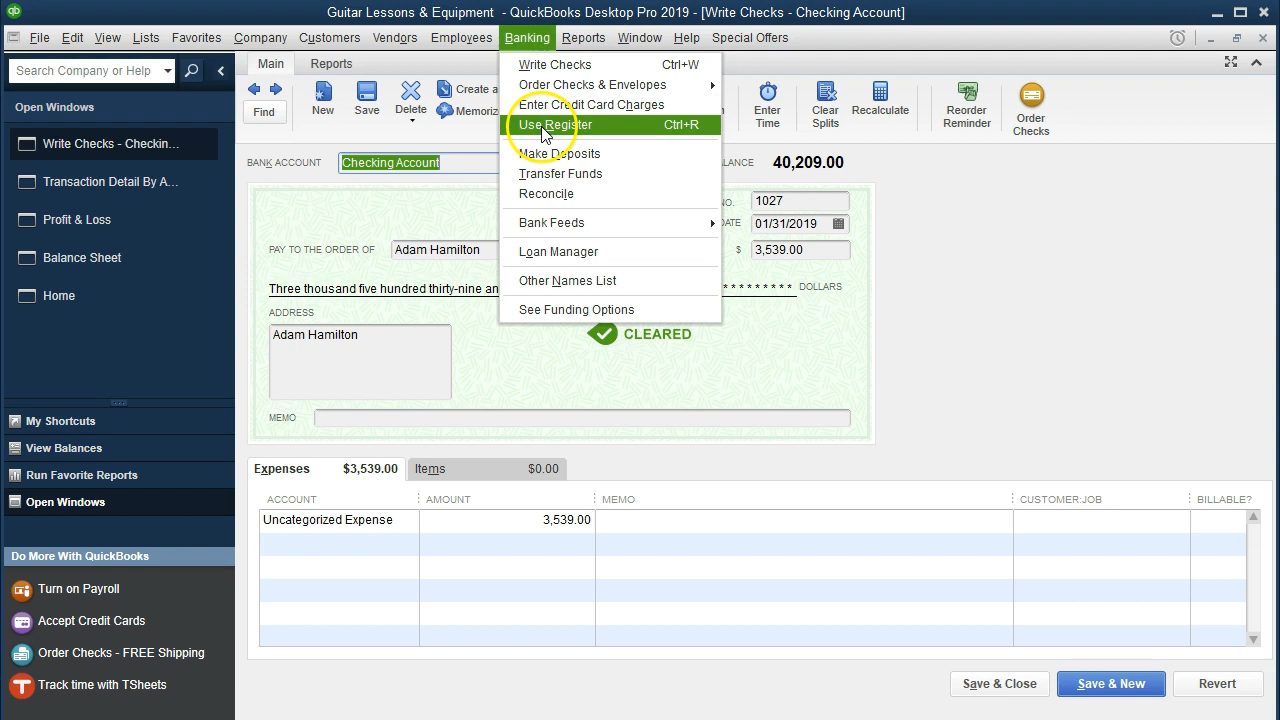 Guitar Lessons & Equipment - QuickBooks Desktop Pro 2019 - [Write Checks - Checking Account]
File Edit View Lists Favorites Company Customers Vendors Employees Banking Reports Window Help Special Offers
Search Company or Help
Main Reports
Find
New
Save
Delete
Create a
Memoriz
Enter Time
Clear Splits
Recalculate
Reorder Reminder
Order Checks
Write Checks Ctrl+W
Order Checks & Envelopes
Enter Credit Card Charges
Use Register Ctrl+R
Make Deposits
Transfer Funds
Reconcile
Bank Feeds
Loan Manager
Other Names List
See Funding Options
Open Windows
Write Checks - Checkin...
Transaction Detail By A...
Profit & Loss
Balance Sheet
Home
My Shortcuts
View Balances
Run Favorite Reports
Open Windows
Do More With QuickBooks
Turn on Payroll
Accept Credit Cards
Order Checks - FREE Shipping
Track time with TSheets
BANK ACCOUNT Checking Account LANCE 40,209.00
NO. 1027
DATE 01/31/2019
PAY TO THE ORDER OF Adam Hamilton $ 3,539.00
Three thousand five hundred thirty-nine an * * * * * * * * * * DOLLARS
ADDRESS
Adam Hamilton
CLEARED
MEMO
Expenses $3,539.00 Items $0.00
ACCOUNT AMOUNT MEMO CUSTOMER:JOB BILLABLE?
Uncategorized Expense 3,539.00
Save & Close Save & New Revert